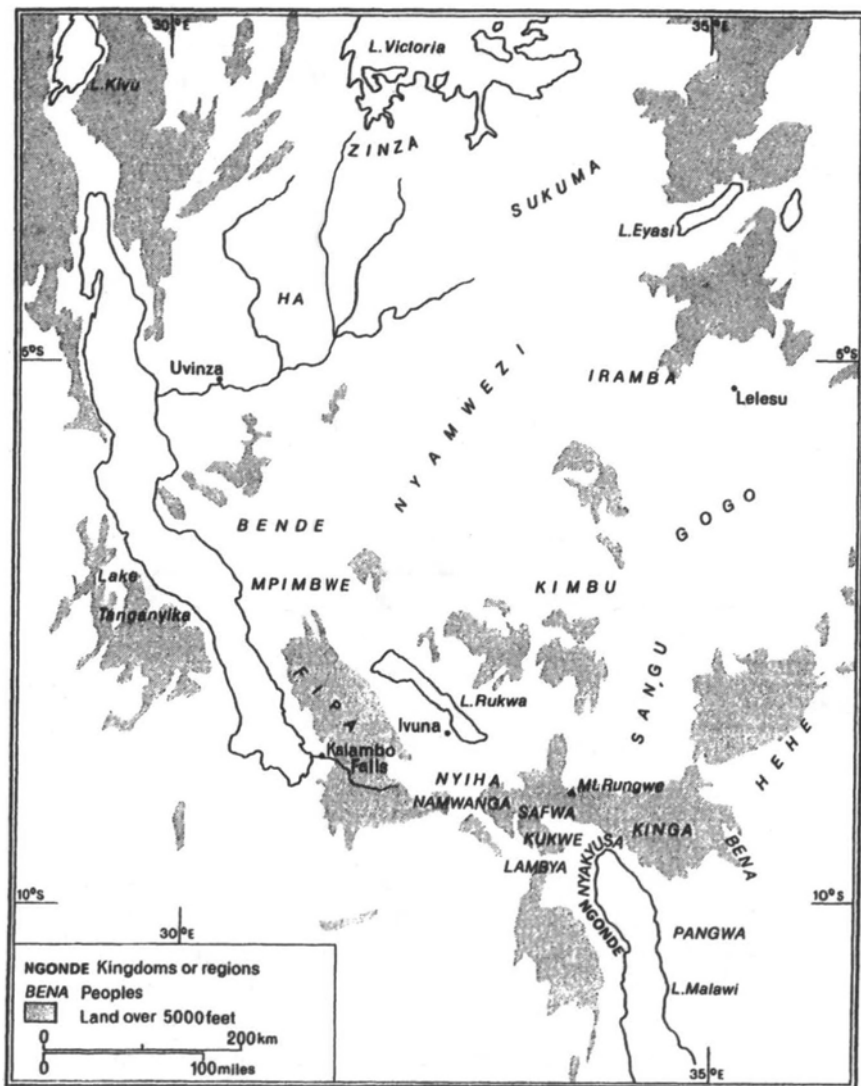 30°E
35°E
L.Kivu
L.Victoria
ZINZA
SUKUMA
L.Eyasi
HA
5°S
5°S
Uvinza
IRAMBA
Lelesu
NYAMWEZI
GOGO
BENDE
MPIMBWE
KIMBU
Lake
Tanganyika
FIPA
L.Rukwa
SANGU
Ivuna
HEHE
Kalambo
Falls
NYIHA
Mt.Rungwe
NAMWANGA
SAFWA
KINGA
KUKWE
BENA
LAMBYA
NYAKYUSA
NGONDE
10°S
10°S
PANGWA
30°E
L.Malawi
NGONDE Kingdoms or regions
BENA Peoples
Land over 5000feet
0 200km
0 100miles
35°E